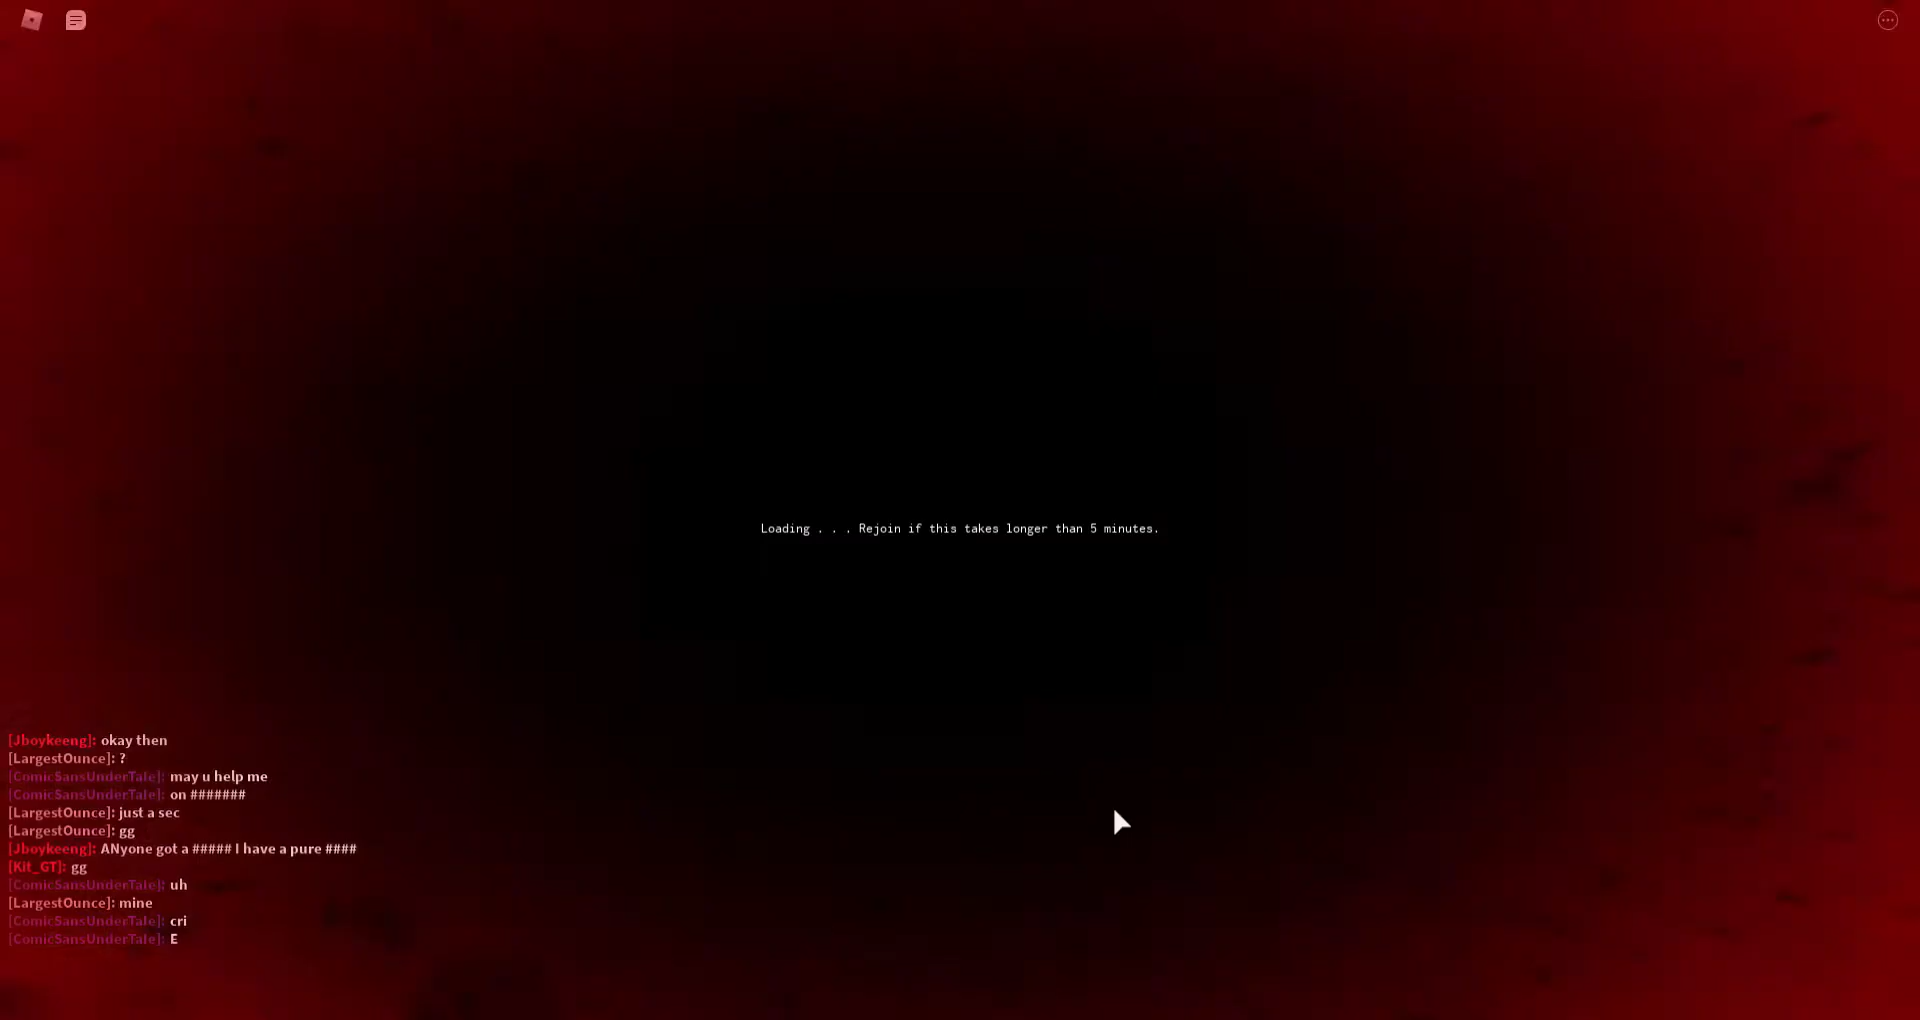 Loading . . . Rejoin if this takes longer than 5 minutes.
[Jboykeeng]: okay then
[LargestOunce]: ?
[ComicSansUnderTale]: may u help me
[ComicSansUnderTale]: on #######
[LargestOunce]: just a sec
[LargestOunce]: gg
[Jboykeeng]: ANyone got a ##### I have a pure ####
[Kit_GT]: gg
[ComicSansUnderTale]: uh
[LargestOunce]: mine
[ComicSansUnderTale]: cri
[ComicSansUnderTale]: E